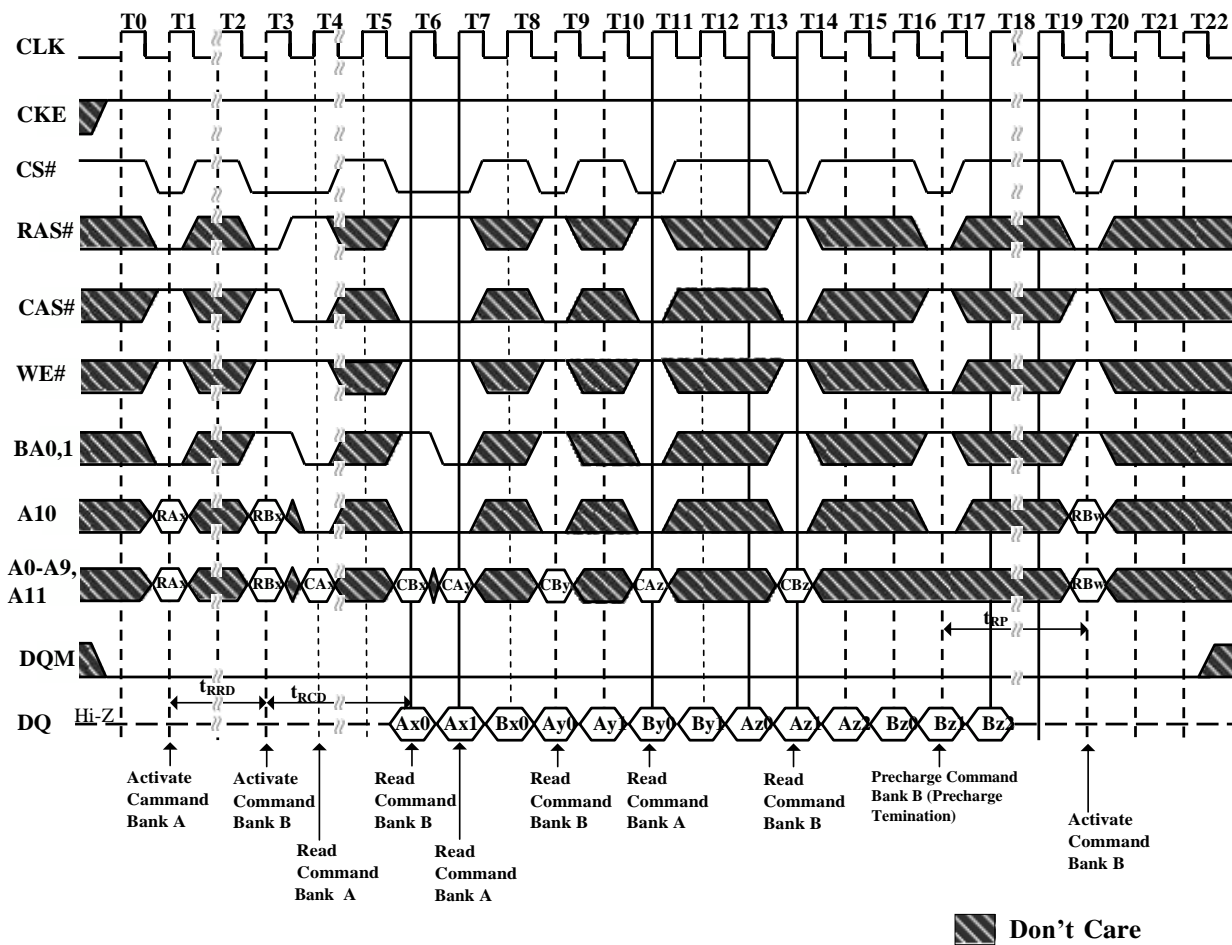 T0 T1 T2 T3 T4 T5 T6 T7 T8 T9 T10 T11 T12 T13 T14 T15 T16 T17 T18 T19 T20 T21 T22
CLK
CKE
CS#
RAS#
CAS#
WE#
BA0,1
A10 RAx RBx RBw
A0-A9,
A11 RAx RBx CAx CBx CAy CBy CAz CBz RBw
tRP
DQM
tRRD tRCD
DQ Hi-Z Ax0 Ax1 Bx0 Ay0 Ay1 By0 By1 Az0 Az1 Az2 Bz0 Bz1 Bz2
Activate
Cammand
Bank A
Activate
Command
Bank B
Read
Command
Bank A
Read
Command
Bank B
Read
Command
Bank A
Read
Command
Bank B
Read
Command
Bank A
Read
Command
Bank B
Precharge Command
Bank B (Precharge
Temination)
Activate
Command
Bank B
Don't Care